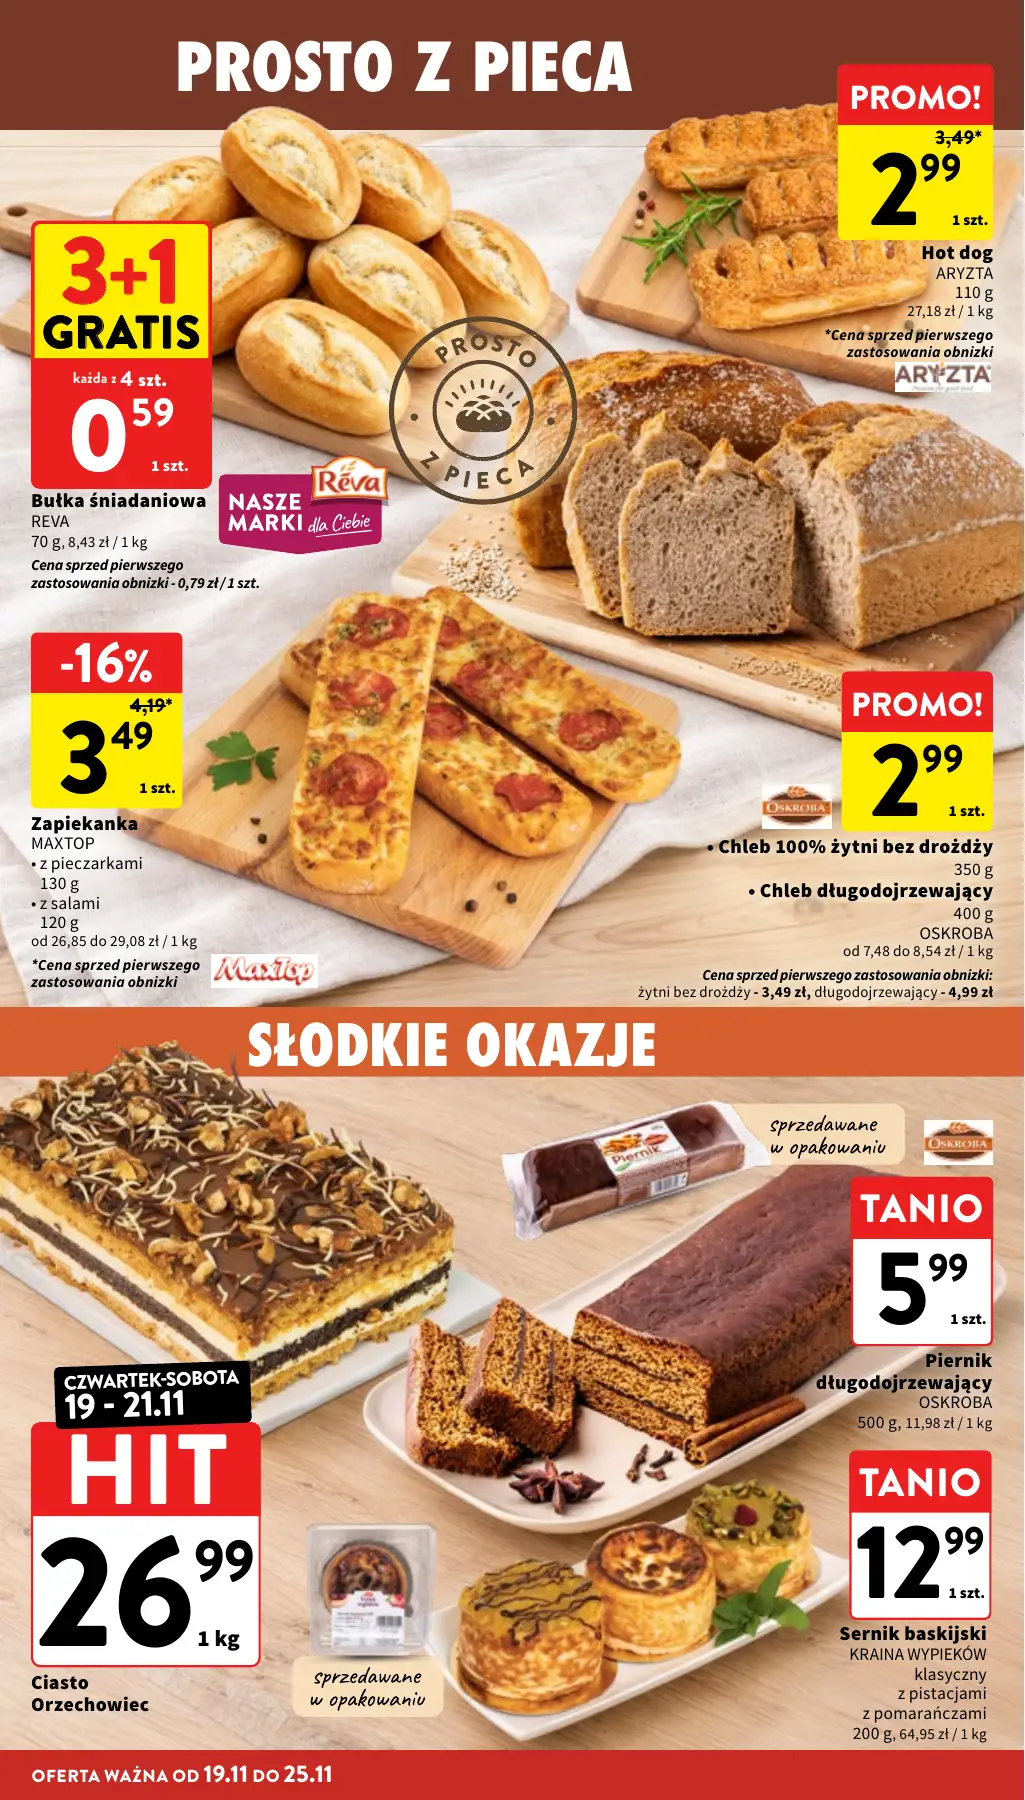 PROSTO Z PIECA
PROMO!
3,49*
2 99
1 szt.
Hot dog
ARYZTA
110 g
27,18 zł / 1 kg
*Cena sprzed pierwszego
zastosowania obniżki
ARYZTA
3+1
GRATIS
każda z 4 szt.
0 59
1 szt.
Bułka śniadaniowa
REVA
70 g, 8,43 zł / 1 kg
Cena sprzed pierwszego
zastosowania obniżki - 0,79 zł / 1 szt.
Reva
NASZE
MARKI dla Ciebie
PROSTO
Z PIECA
-16%
4,19*
3 49
1 szt.
Zapiekanka
MAXTOP
• z pieczarkami
130 g
• z salami
120 g
od 26,85 do 29,08 zł / 1 kg
*Cena sprzed pierwszego
zastosowania obniżki
MaxTop
PROMO!
2 99
1 szt.
OSKROBA
• Chleb 100% żytni bez drożdży
350 g
• Chleb długodojrzewający
400 g
OSKROBA
od 7,48 do 8,54 zł / 1 kg
Cena sprzed pierwszego zastosowania obniżki:
żytni bez drożdży - 3,49 zł, długodojrzewający - 4,99 zł
SŁODKIE OKAZJE
sprzedawane
w opakowaniu
Piernik
OSKROBA
TANIO
5 99
1 szt.
Piernik
długodojrzewający
OSKROBA
500 g, 11,98 zł / 1 kg
CZWARTEK-SOBOTA
19 - 21.11
HIT
26 99
1 kg
Ciasto
Orzechowiec
sprzedawane
w opakowaniu
TANIO
12 99
1 szt.
Sernik baskijski
KRAINA WYPIEKÓW
klasyczny
z pistacjami
z pomarańczami
200 g, 64,95 zł / 1 kg
OFERTA WAŻNA OD 19.11 DO 25.11